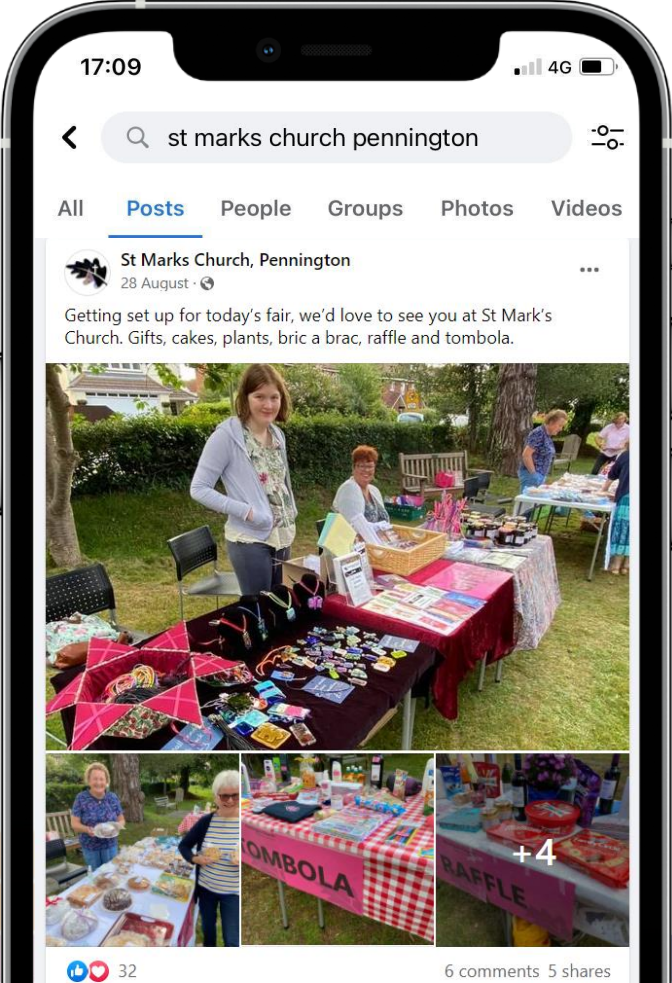 17:09
4G
st marks church pennington
All Posts People Groups Photos Videos
St Marks Church, Pennington
28 August ·
Getting set up for today's fair, we'd love to see you at St Mark's
Church. Gifts, cakes, plants, bric a brac, raffle and tombola.
TOMBOLA
RAFFLE
+4
32
6 comments 5 shares